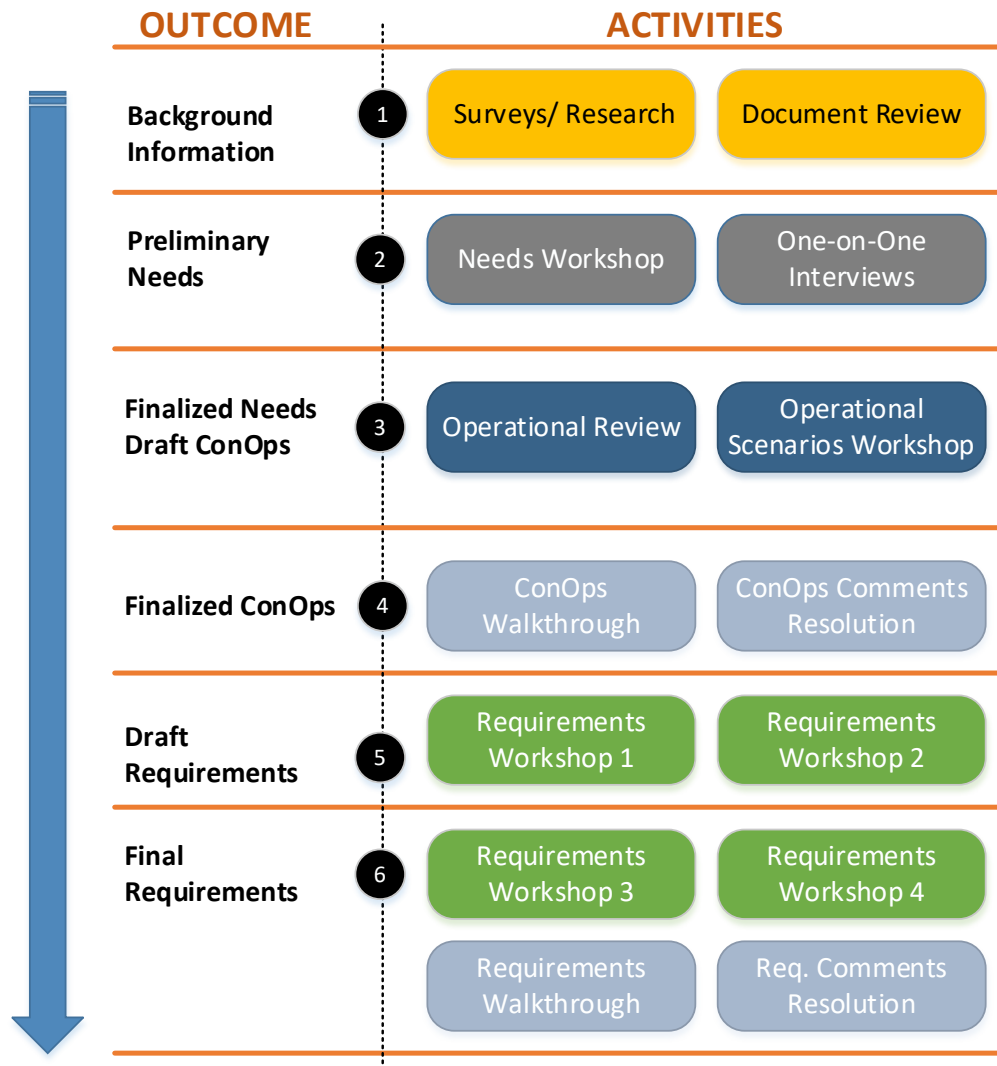 OUTCOME
ACTIVITIES
Background
Information
1
Surveys/ Research
Document Review
Preliminary
Needs
2
Needs Workshop
One-on-One
Interviews
Finalized Needs
Draft ConOps
3
Operational Review
Operational
Scenarios Workshop
Finalized ConOps
4
ConOps
Walkthrough
ConOps Comments
Resolution
Draft
Requirements
5
Requirements
Workshop 1
Requirements
Workshop 2
Final
Requirements
6
Requirements
Workshop 3
Requirements
Workshop 4
Requirements
Walkthrough
Req. Comments
Resolution